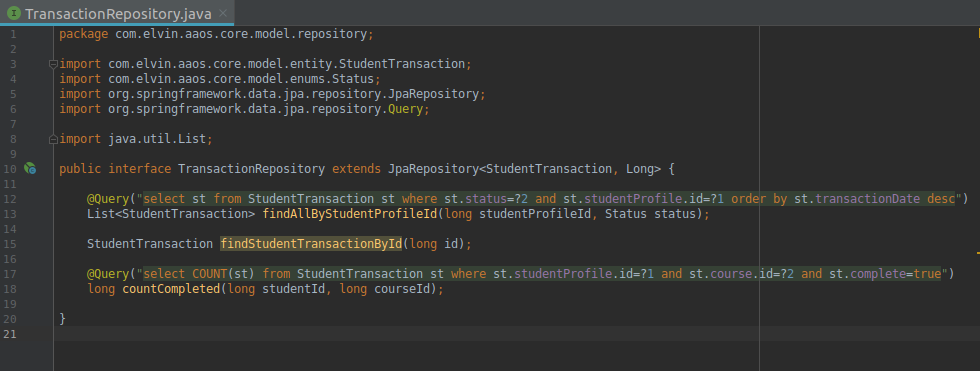 TransactionRepository.java
1 package com.elvin.aaos.core.model.repository;
2
3 import com.elvin.aaos.core.model.entity.StudentTransaction;
4 import com.elvin.aaos.core.model.enums.Status;
5 import org.springframework.data.jpa.repository.JpaRepository;
6 import org.springframework.data.jpa.repository.Query;
7
8 import java.util.List;
9
10 public interface TransactionRepository extends JpaRepository<StudentTransaction, Long> {
11
12 @Query("select st from StudentTransaction st where st.status=?2 and st.studentProfile.id=?1 order by st.transactionDate desc")
13 List<StudentTransaction> findAllByStudentProfileId(long studentProfileId, Status status);
14
15 StudentTransaction findStudentTransactionById(long id);
16
17 @Query("select COUNT(st) from StudentTransaction st where st.studentProfile.id=?1 and st.course.id=?2 and st.complete=true")
18 long countCompleted(long studentId, long courseId);
19
20 }
21